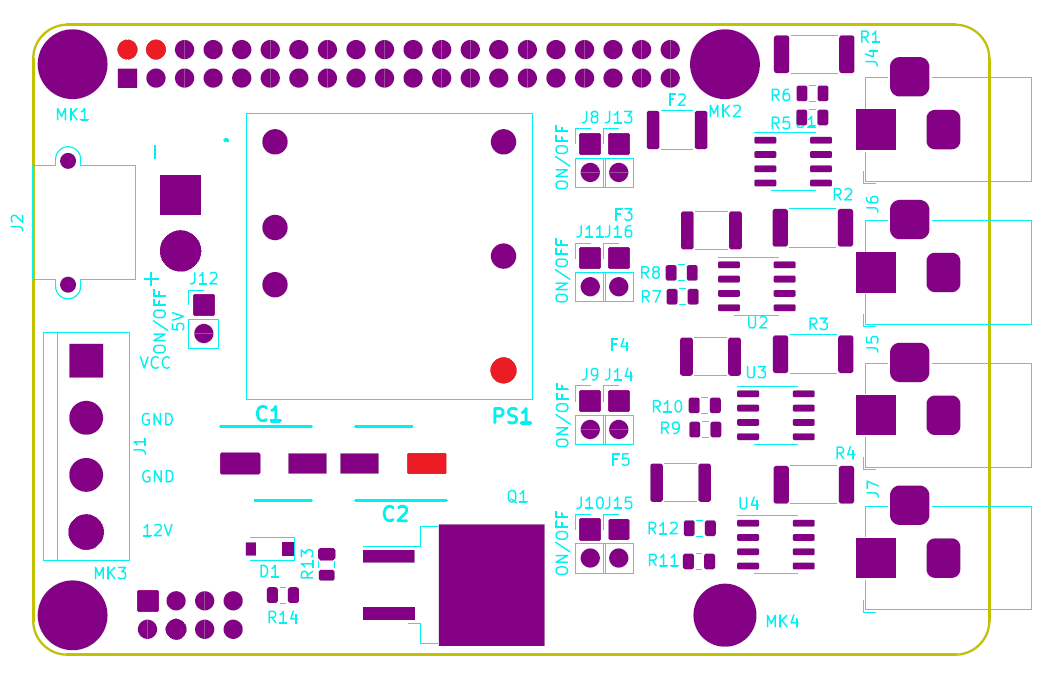 R1
J4
MK1
MK2
F2
R6
R5
U1
J8 J13
ON/OFF
J2
-
F3
R2
J6
J11 J16
ON/OFF
R8
R7
U2
+
J12
ON/OFF
5V
F4
R3
J5
VCC
J9 J14
ON/OFF
U3
R10
R9
C1
PS1
GND
J1
GND
F5
R4
J7
12V
C2
Q1
J10 J15
ON/OFF
U4
R12
R11
MK3
D1
R13
R14
MK4